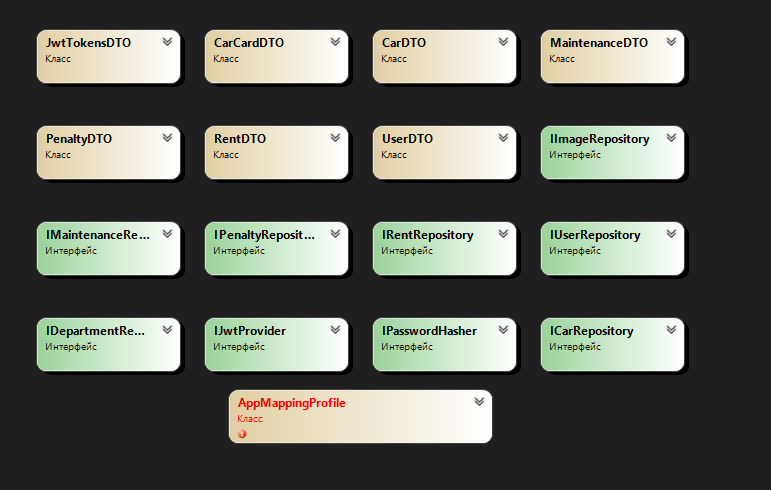 JwtTokensDTO
Класс
CarCardDTO
Класс
CarDTO
Класс
MaintenanceDTO
Класс
PenaltyDTO
Класс
RentDTO
Класс
UserDTO
Класс
IImageRepository
Интерфейс
IMaintenanceRe...
Интерфейс
IPenaltyReposit...
Интерфейс
IRentRepository
Интерфейс
IUserRepository
Интерфейс
IDepartmentRe...
Интерфейс
IJwtProvider
Интерфейс
IPasswordHasher
Интерфейс
ICarRepository
Интерфейс
AppMappingProfile
Класс